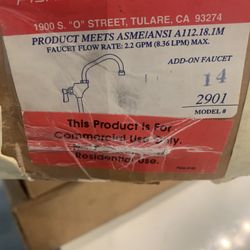 1900 S. "O" STREET, TULARE, CA 93274
PRODUCT MEETS ASME/ANSI A112.18.1M
FAUCET FLOW RATE: 2.2 GPM (8.36 LPM) MAX.
ADD-ON FAUCET
14
2901
MODEL #
This Product is For
Commercial Use Only.
Residential Use.